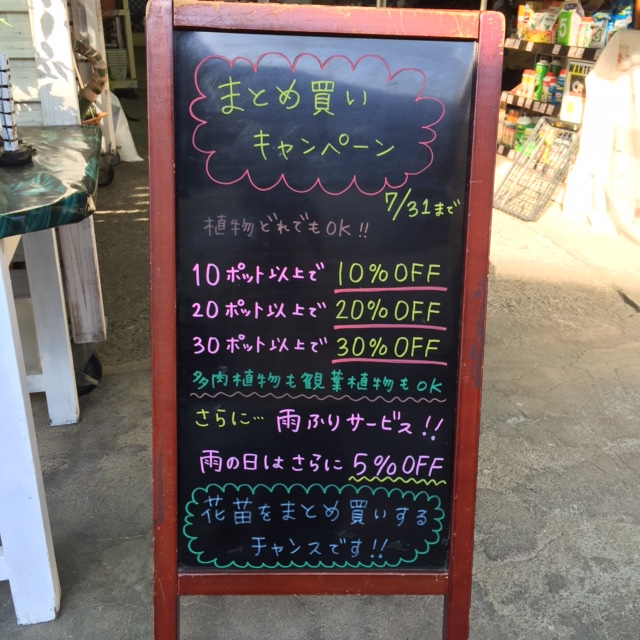 まとめ買い
キャンペーン
7/31まで
植物どれでもOK!!
10ポット以上で 10%OFF
20ポット以上で 20%OFF
30ポット以上で 30%OFF
多肉植物も観葉植物もOK
さらに… 雨ふりサービス!!
雨の日はさらに 5%OFF
花苗をまとめ買いする
チャンスです!!
WANTED